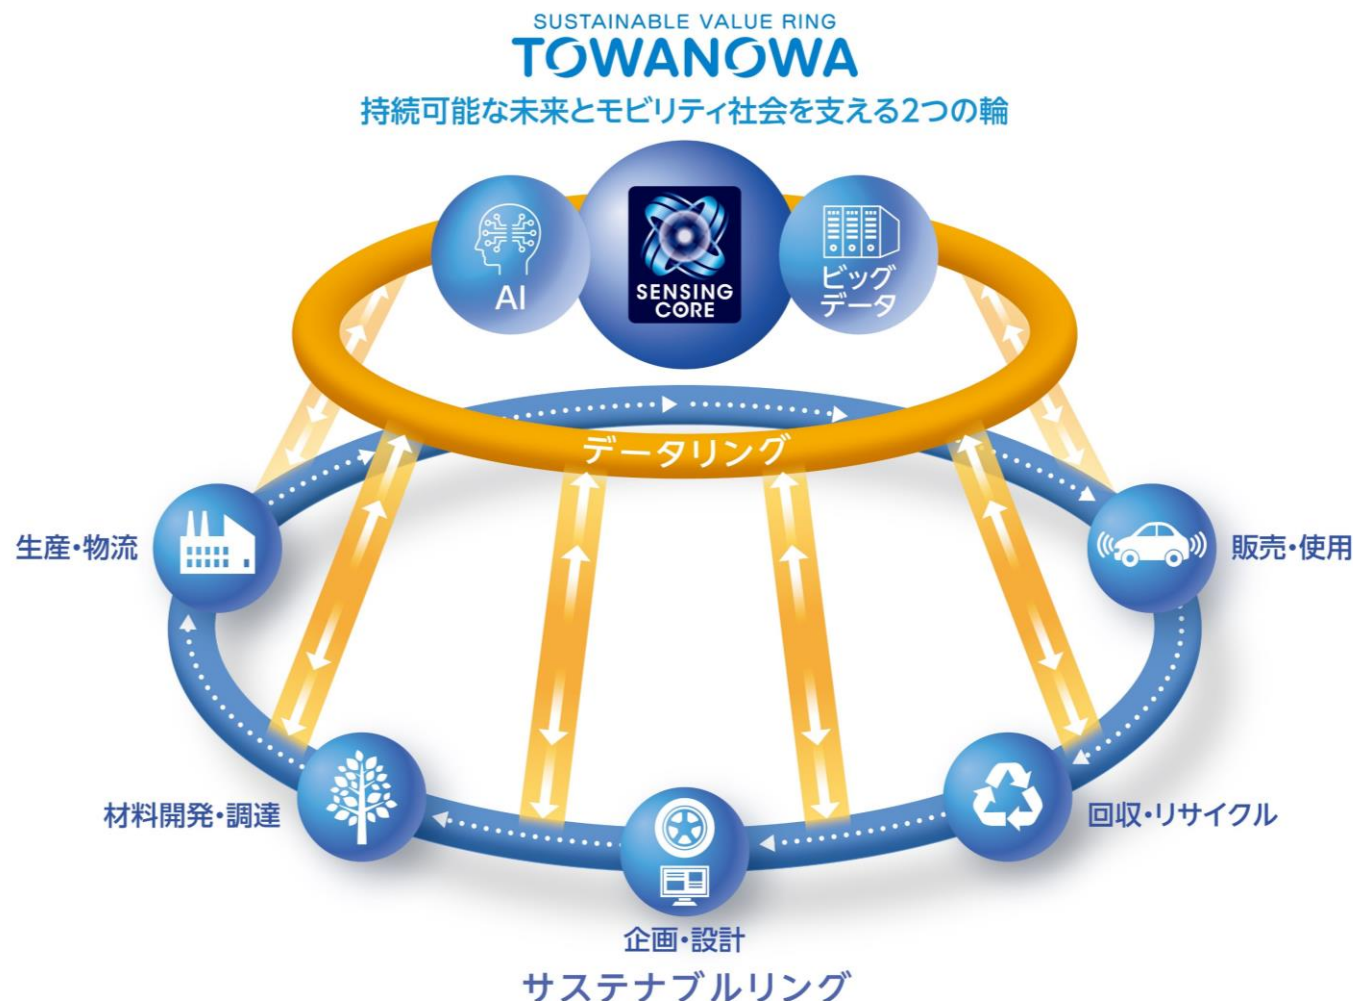 SUSTAINABLE VALUE RING
TOWANOWA
持続可能な未来とモビリティ社会を支える2つの輪
AI
SENSING
CORE
ビッグ
データ
データリング
生産・物流
販売・使用
材料開発・調達
回収・リサイクル
企画・設計
サステナブルリング